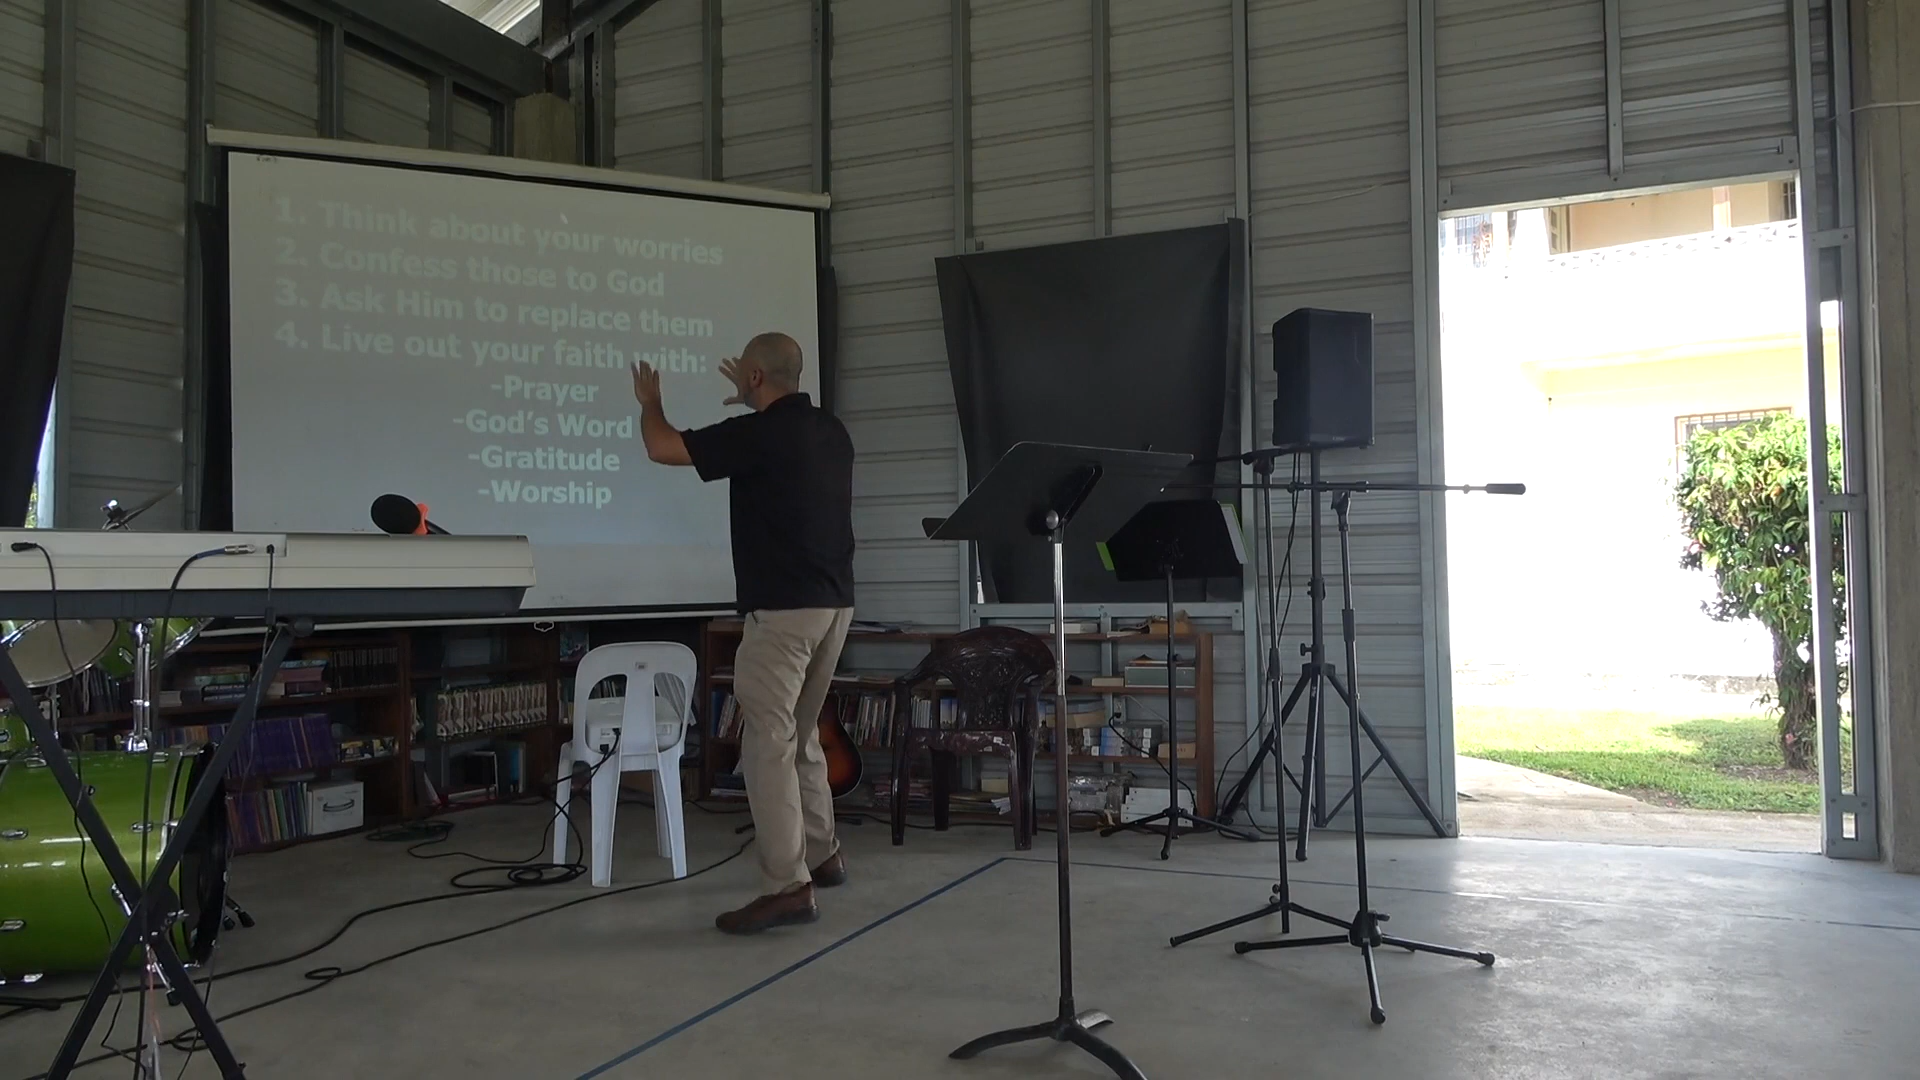 1. Think about your worries
2. Confess those to God
3. Ask Him to replace them
4. Live out your faith with:
-Prayer
-God's Word
-Gratitude
-Worship